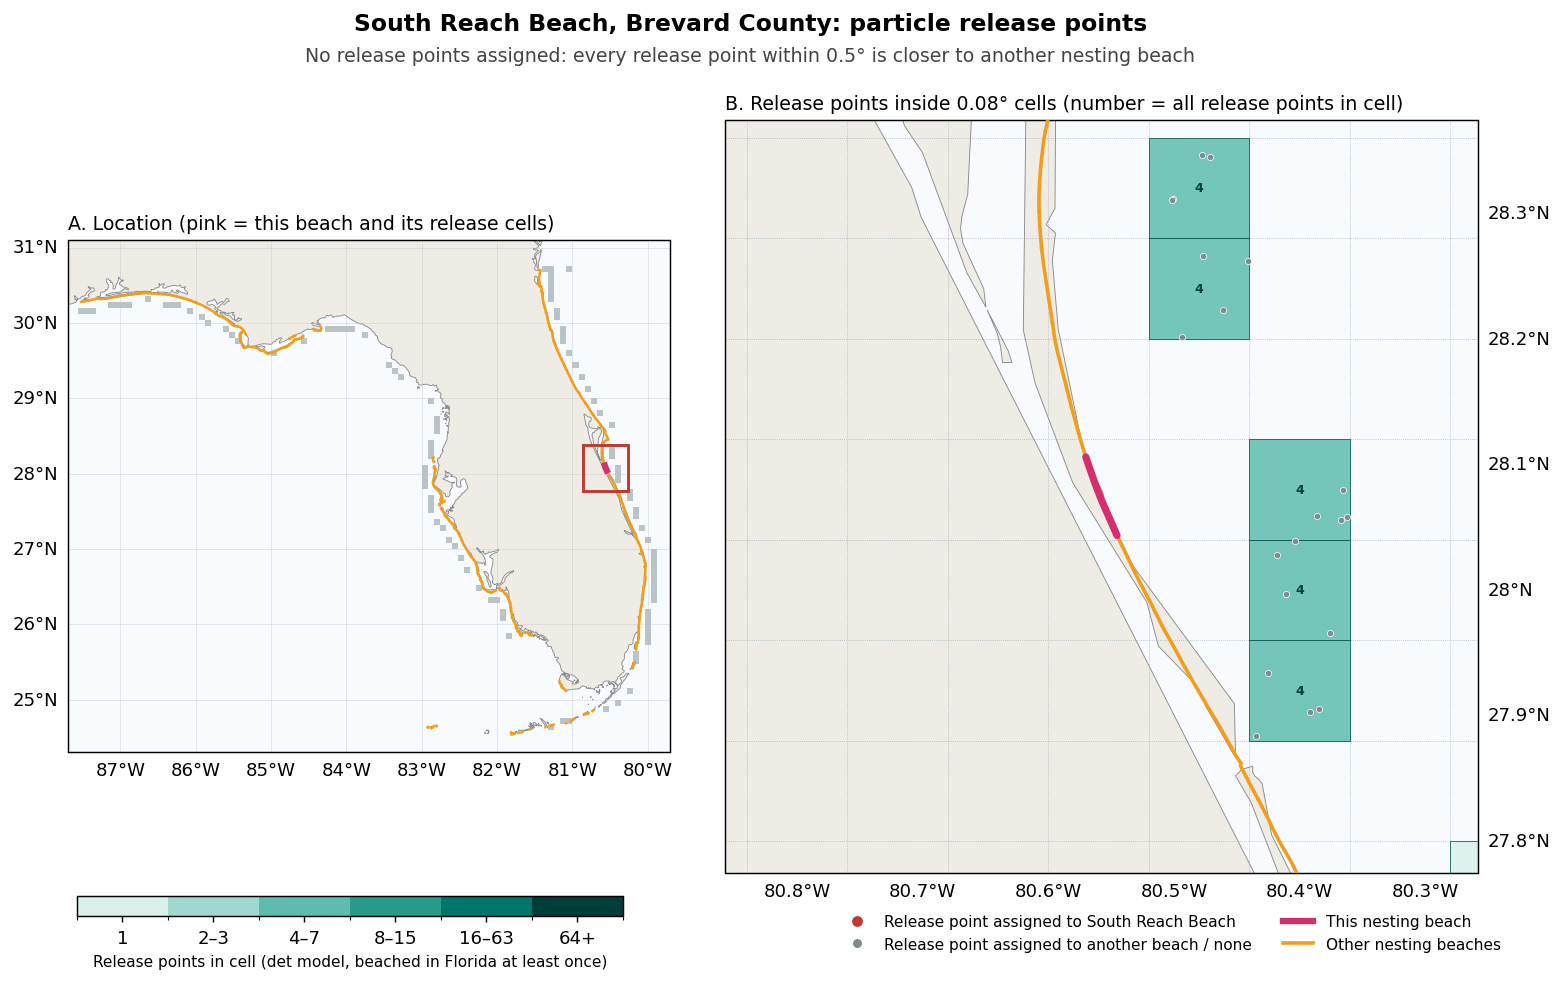 South Reach Beach, Brevard County: particle release points
No release points assigned: every release point within 0.5° is closer to another nesting beach
A. Location (pink = this beach and its release cells)
31°N
30°N
29°N
28°N
27°N
26°N
25°N
87°W 86°W 85°W 84°W 83°W 82°W 81°W 80°W
1 2–3 4–7 8–15 16–63 64+
Release points in cell (det model, beached in Florida at least once)
B. Release points inside 0.08° cells (number = all release points in cell)
4
4
4
4
4
28.3°N
28.2°N
28.1°N
28°N
27.9°N
27.8°N
80.8°W 80.7°W 80.6°W 80.5°W 80.4°W 80.3°W
Release point assigned to South Reach Beach
Release point assigned to another beach / none
This nesting beach
Other nesting beaches